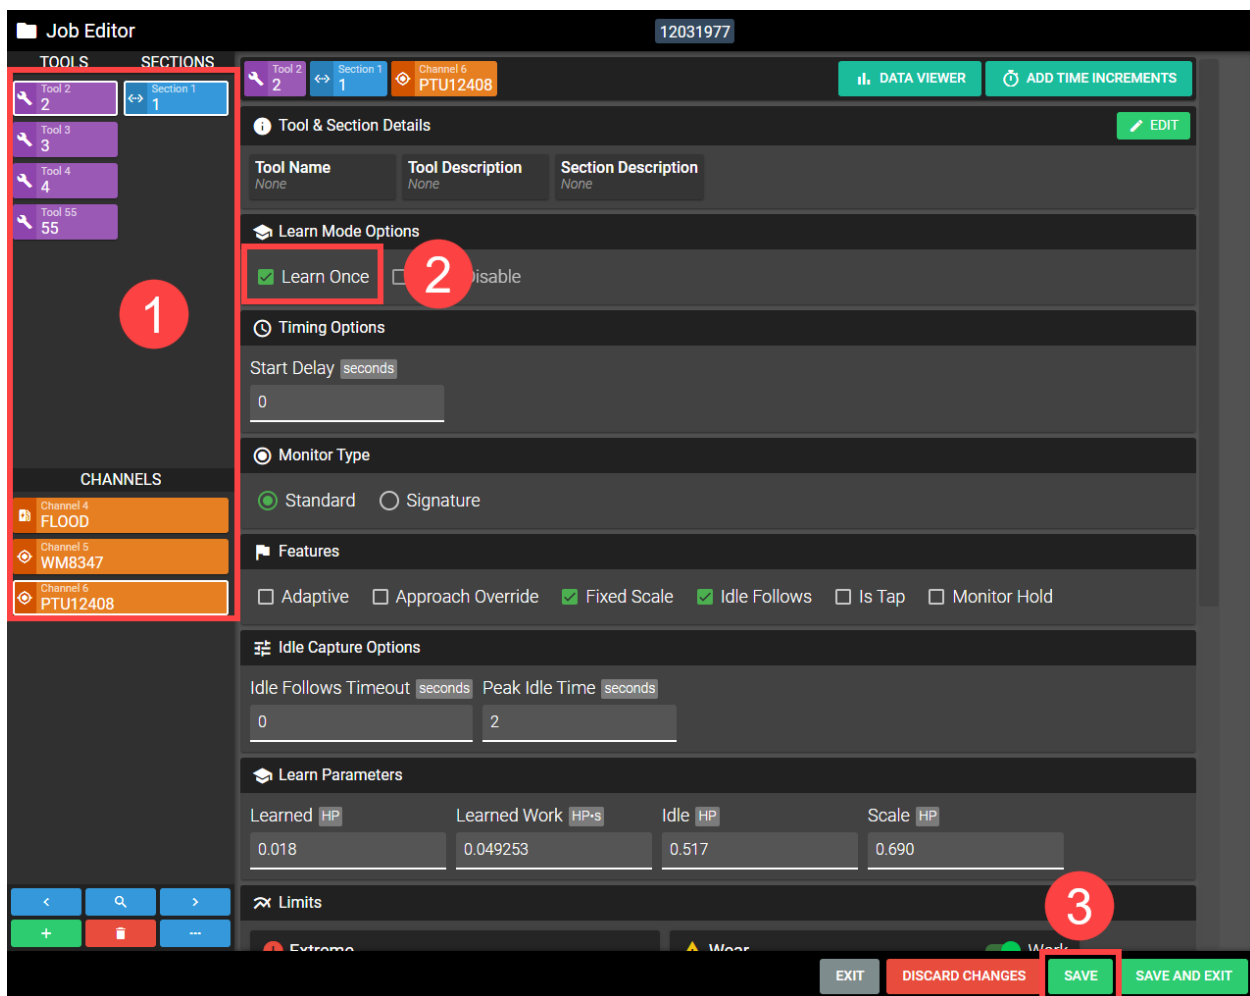 Job Editor
12031977
TOOLS SECTIONS
Tool 2
2
Section 1
1
Tool 3
3
Tool 4
4
Tool 55
55
1
CHANNELS
Channel 4
FLOOD
Channel 5
WM8347
Channel 6
PTU12408
Tool 2
2
Section 1
1
Channel 6
PTU12408
DATA VIEWER
ADD TIME INCREMENTS
Tool & Section Details
EDIT
Tool Name
None
Tool Description
None
Section Description
None
Learn Mode Options
Learn Once
2
Disable
Timing Options
Start Delay seconds
0
Monitor Type
Standard Signature
Features
Adaptive Approach Override Fixed Scale Idle Follows Is Tap Monitor Hold
Idle Capture Options
Idle Follows Timeout seconds Peak Idle Time seconds
0 2
Learn Parameters
Learned HP Learned Work HP•s Idle HP Scale HP
0.018 0.049253 0.517 0.690
Limits
3
Extreme Wear Work
EXIT DISCARD CHANGES SAVE SAVE AND EXIT